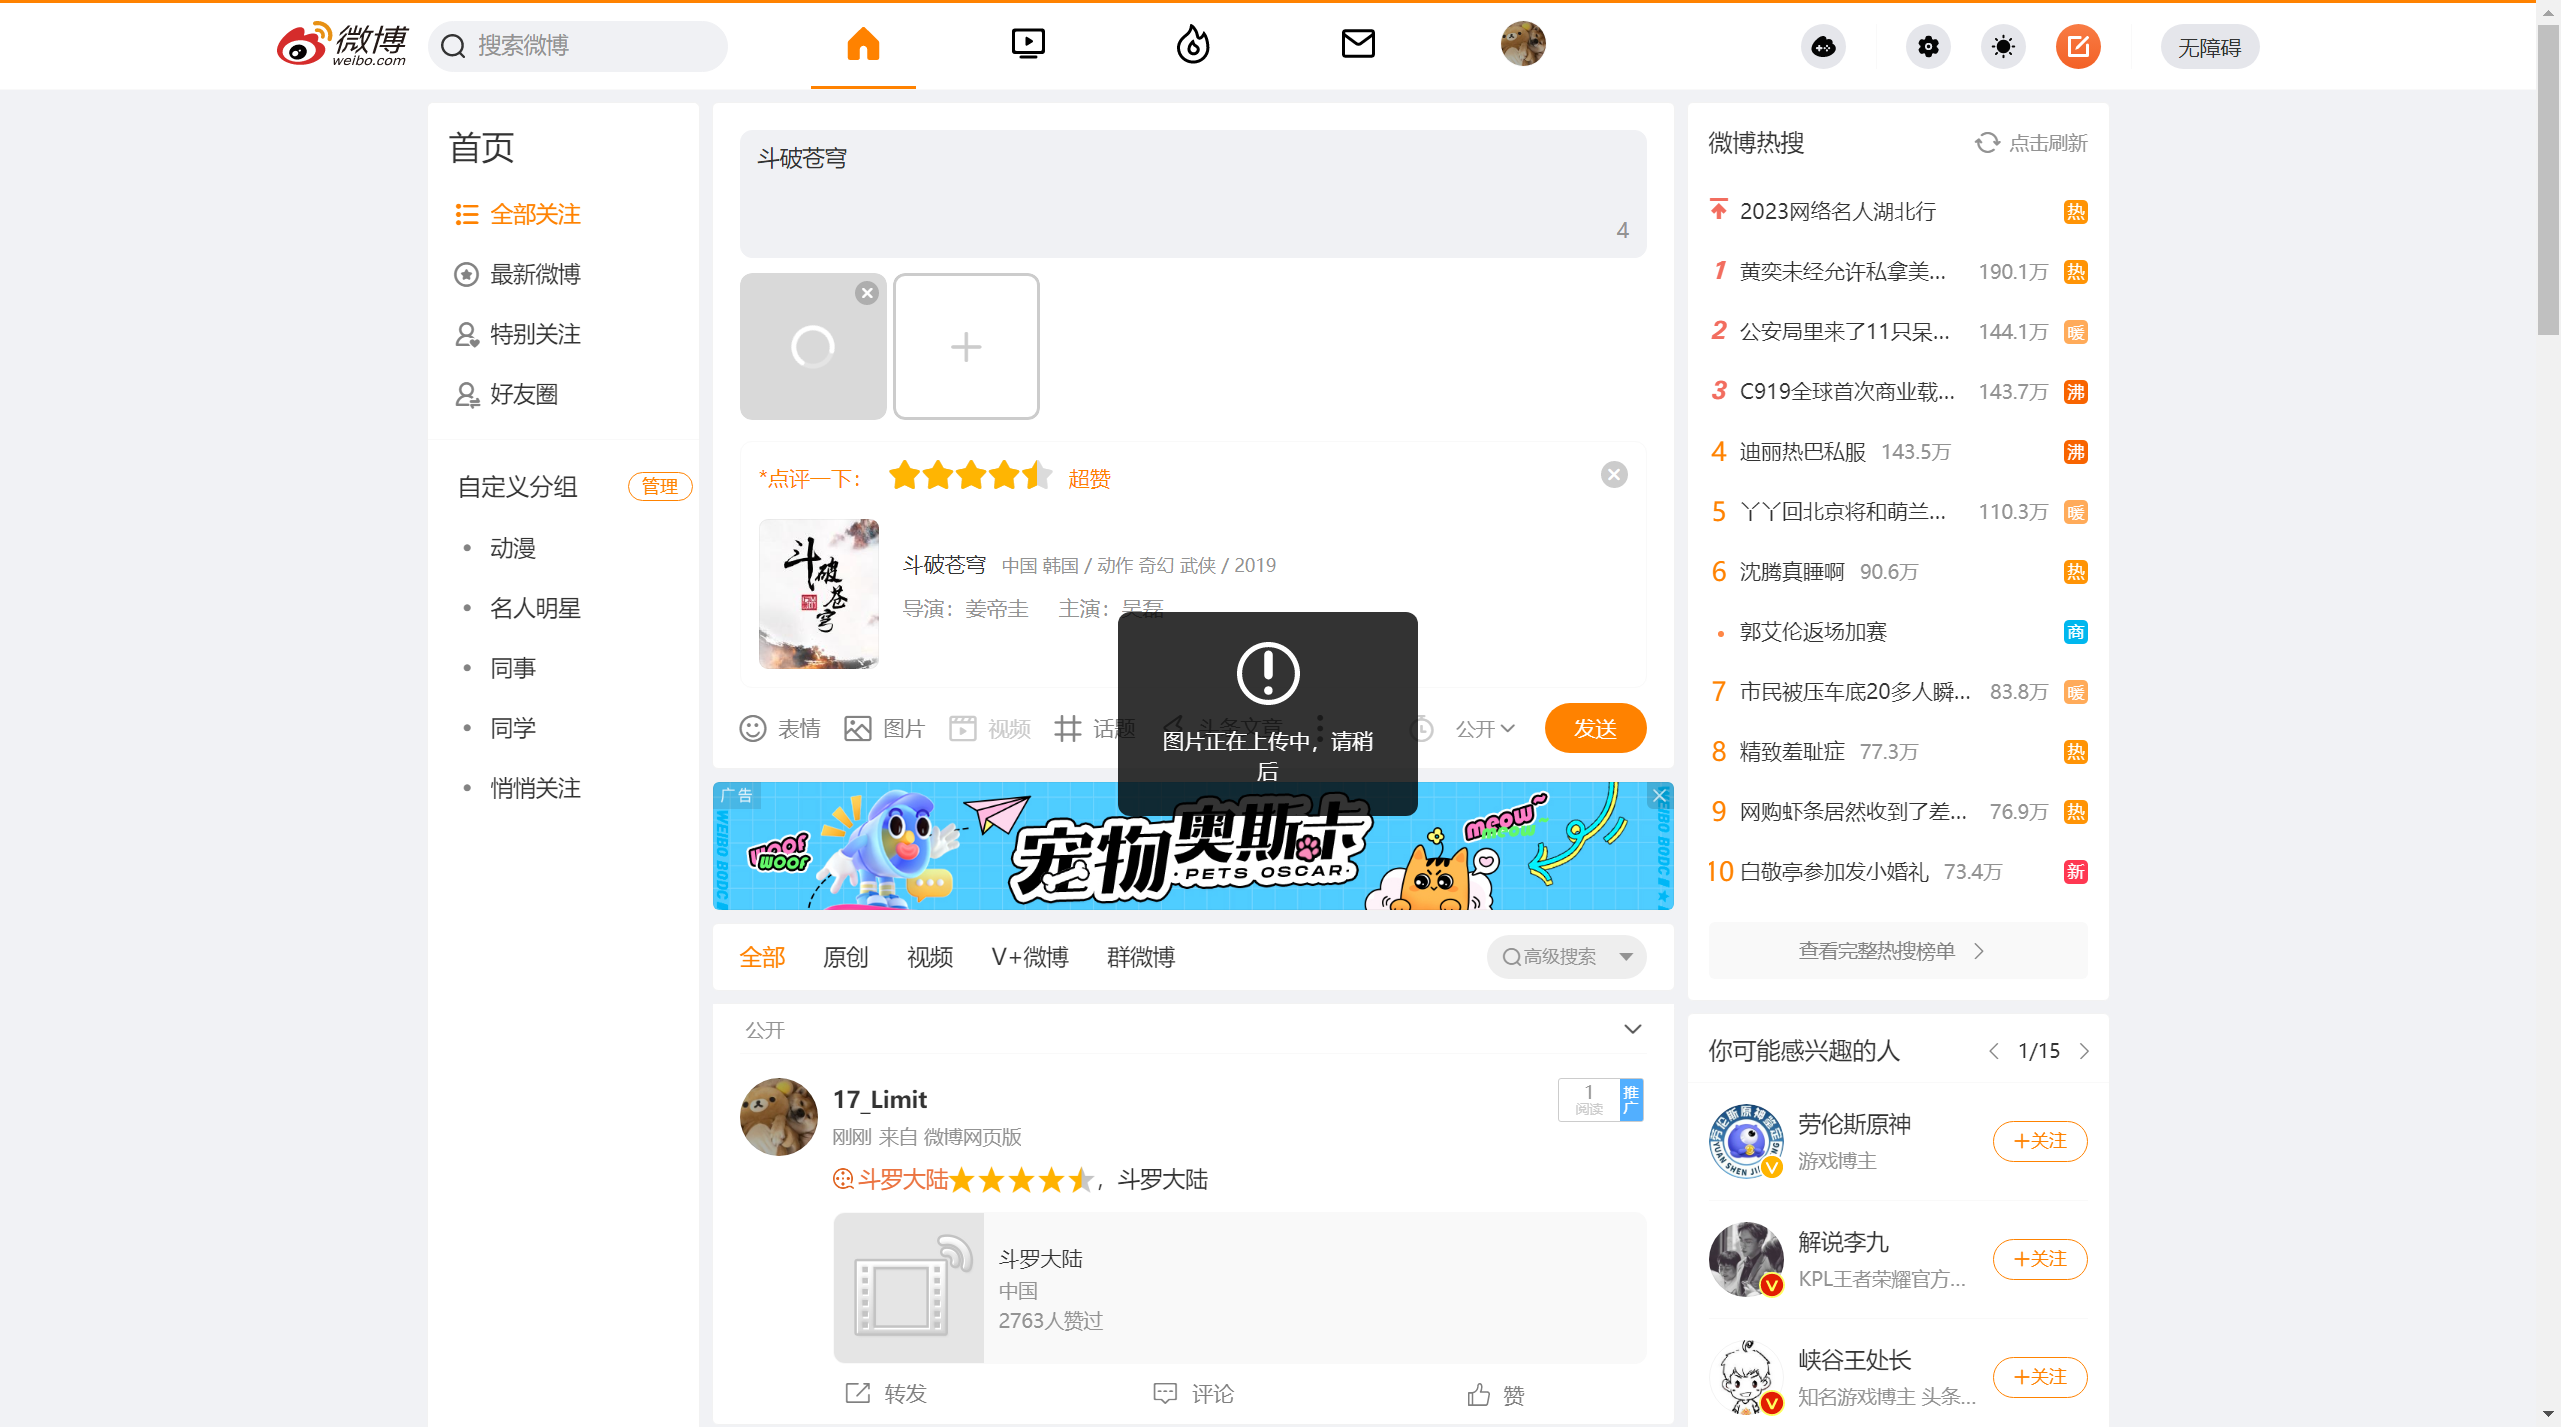 微博
weibo.com
搜索微博
无障碍
首页
全部关注
最新微博
特别关注
好友圈
自定义分组
管理
动漫
名人明星
同事
同学
悄悄关注
斗破苍穹
4
*点评一下：
超赞
斗破苍穹
斗破苍穹 中国 韩国 / 动作 奇幻 武侠 / 2019
导演：姜帝圭 主演：吴磊
表情
图片
视频
话题
头条文章
公开
发送
图片正在上传中，请稍
后
广告
WEIBO BODC
woof
woof
宠物奥斯卡
·PETS OSCAR·
meow~
meow~
WEIBO BODC
全部
原创
视频
V+微博
群微博
高级搜索
公开
17_Limit
刚刚 来自 微博网页版
1
阅读
推广
斗罗大陆，斗罗大陆
斗罗大陆
中国
2763人赞过
转发
评论
赞
微博热搜
点击刷新
2023网络名人湖北行 热
1 黄奕未经允许私拿美... 190.1万 热
2 公安局里来了11只呆... 144.1万 暖
3 C919全球首次商业载... 143.7万 沸
4 迪丽热巴私服 143.5万 沸
5 丫丫回北京将和萌兰... 110.3万 暖
6 沈腾真睡啊 90.6万 热
郭艾伦返场加赛 商
7 市民被压车底20多人瞬... 83.8万 暖
8 精致羞耻症 77.3万 热
9 网购虾条居然收到了差... 76.9万 热
10 白敬亭参加发小婚礼 73.4万 新
查看完整热搜榜单
你可能感兴趣的人
1/15
劳伦斯原神
游戏博主
+关注
解说李九
KPL王者荣耀官方...
+关注
峡谷王处长
知名游戏博主 头条...
+关注